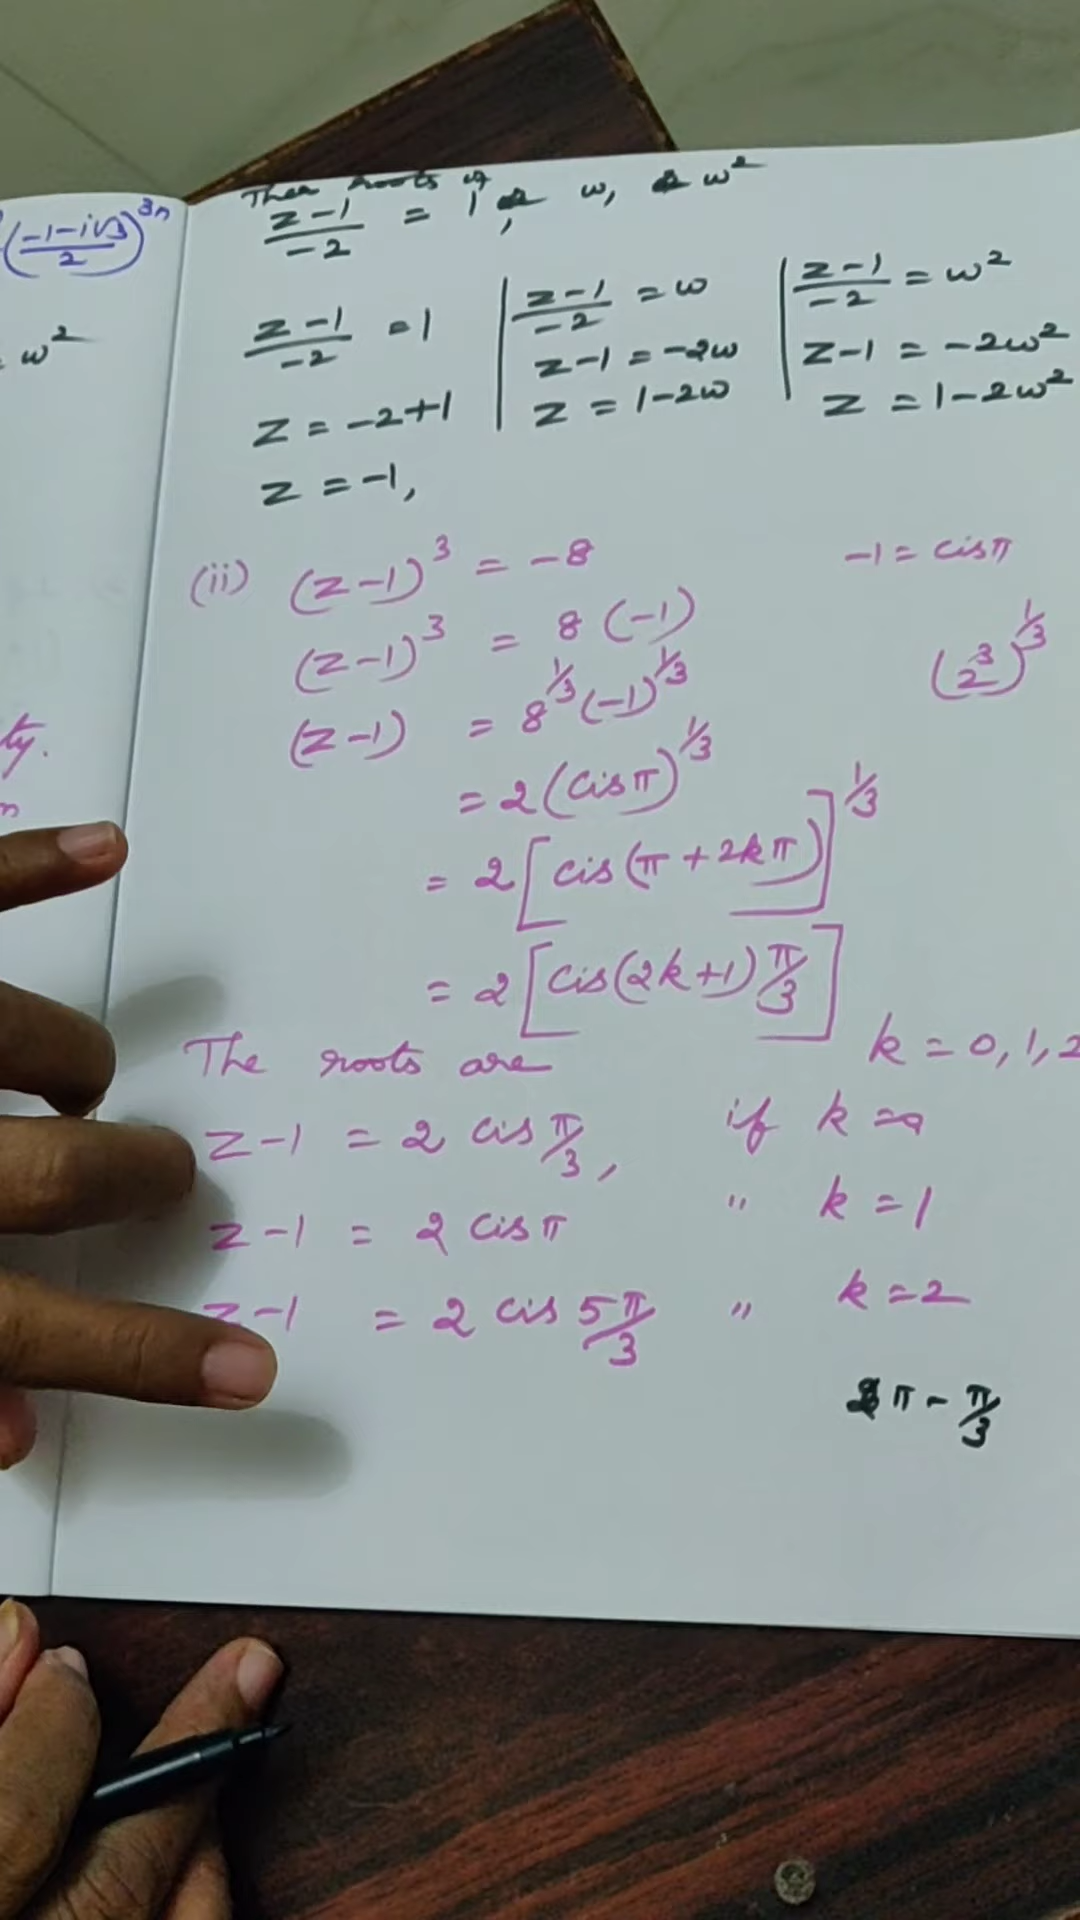 (-1-i√3/2)^3n
= ω²
ty.
Then roots of
z-1/-2 = 1, ω, ω²
z-1/-2 = 1 | z-1/-2 = ω | z-1/-2 = ω²
z = -2+1 | z-1 = -2ω | z-1 = -2ω²
z = -1, | z = 1-2ω | z = 1-2ω²
(ii) (z-1)³ = -8 -1 = cisπ
(z-1)³ = 8(-1) (2³)^1/3
(z-1) = 8^1/3 (-1)^1/3
= 2(cisπ)^1/3
= 2[cis(π+2kπ)]^1/3
= 2[cis(2k+1)π/3]
The roots are k = 0,1,2
z-1 = 2 cis π/3, if k = 0
z-1 = 2 cis π " k = 1
z-1 = 2 cis 5π/3 " k = 2
2π - π/3